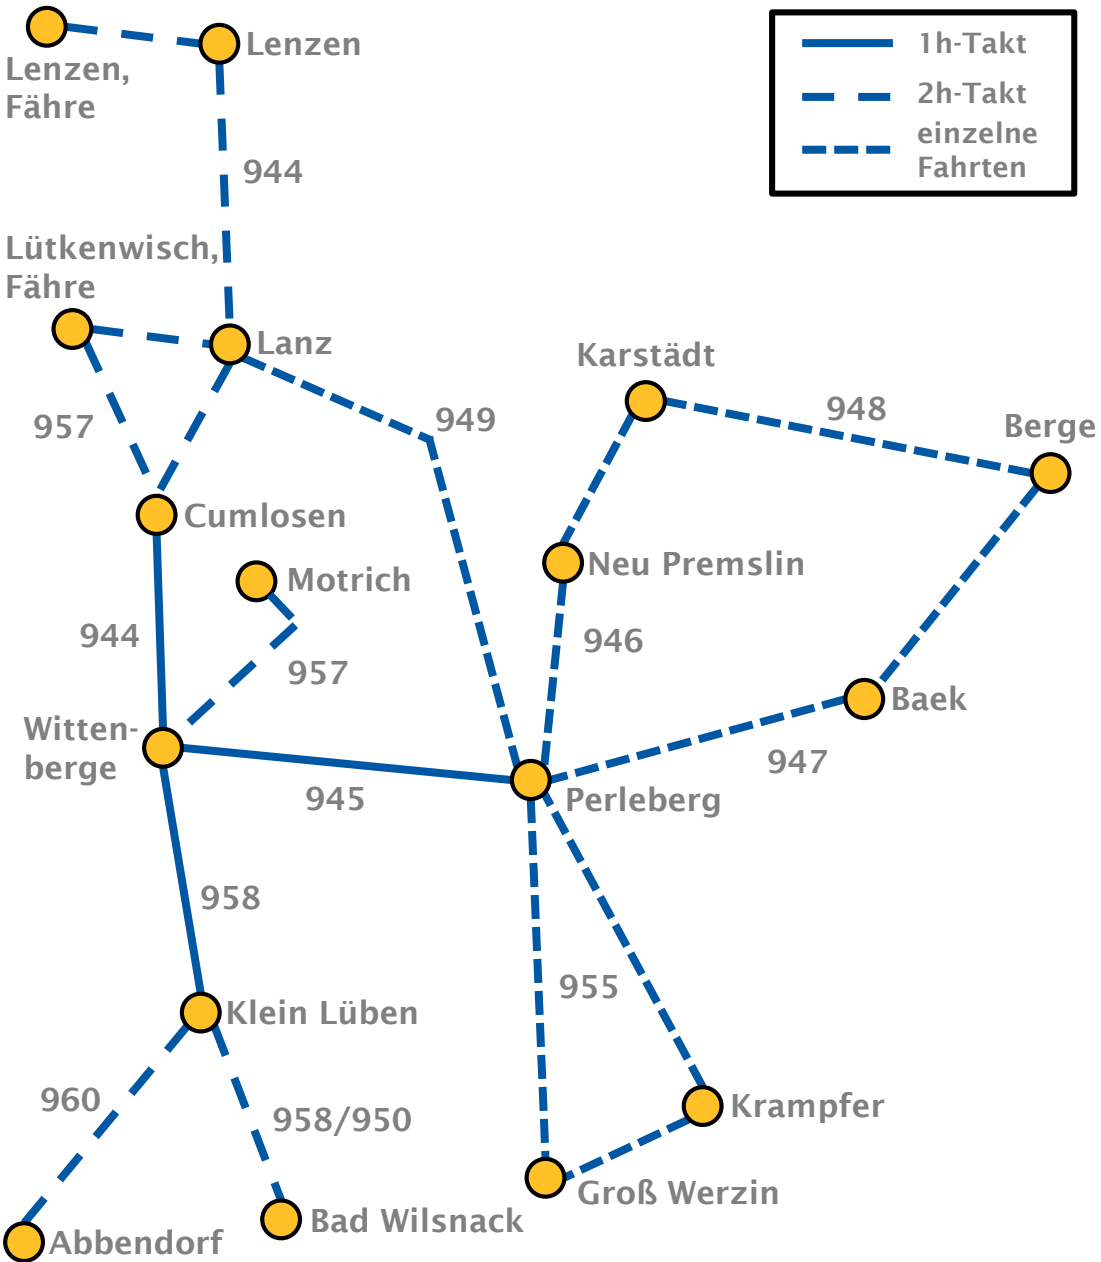 1h-Takt
2h-Takt
einzelne
Fahrten
Lenzen
Lenzen,
Fähre
944
Lütkenwisch,
Fähre
Lanz
Karstädt
948
949
957
Berge
Cumlosen
Neu Premslin
Motrich
944
946
957
Baek
Witten-
berge
947
945
Perleberg
958
955
Klein Lüben
960
958/950
Krampfer
Groß Werzin
Bad Wilsnack
Abbendorf